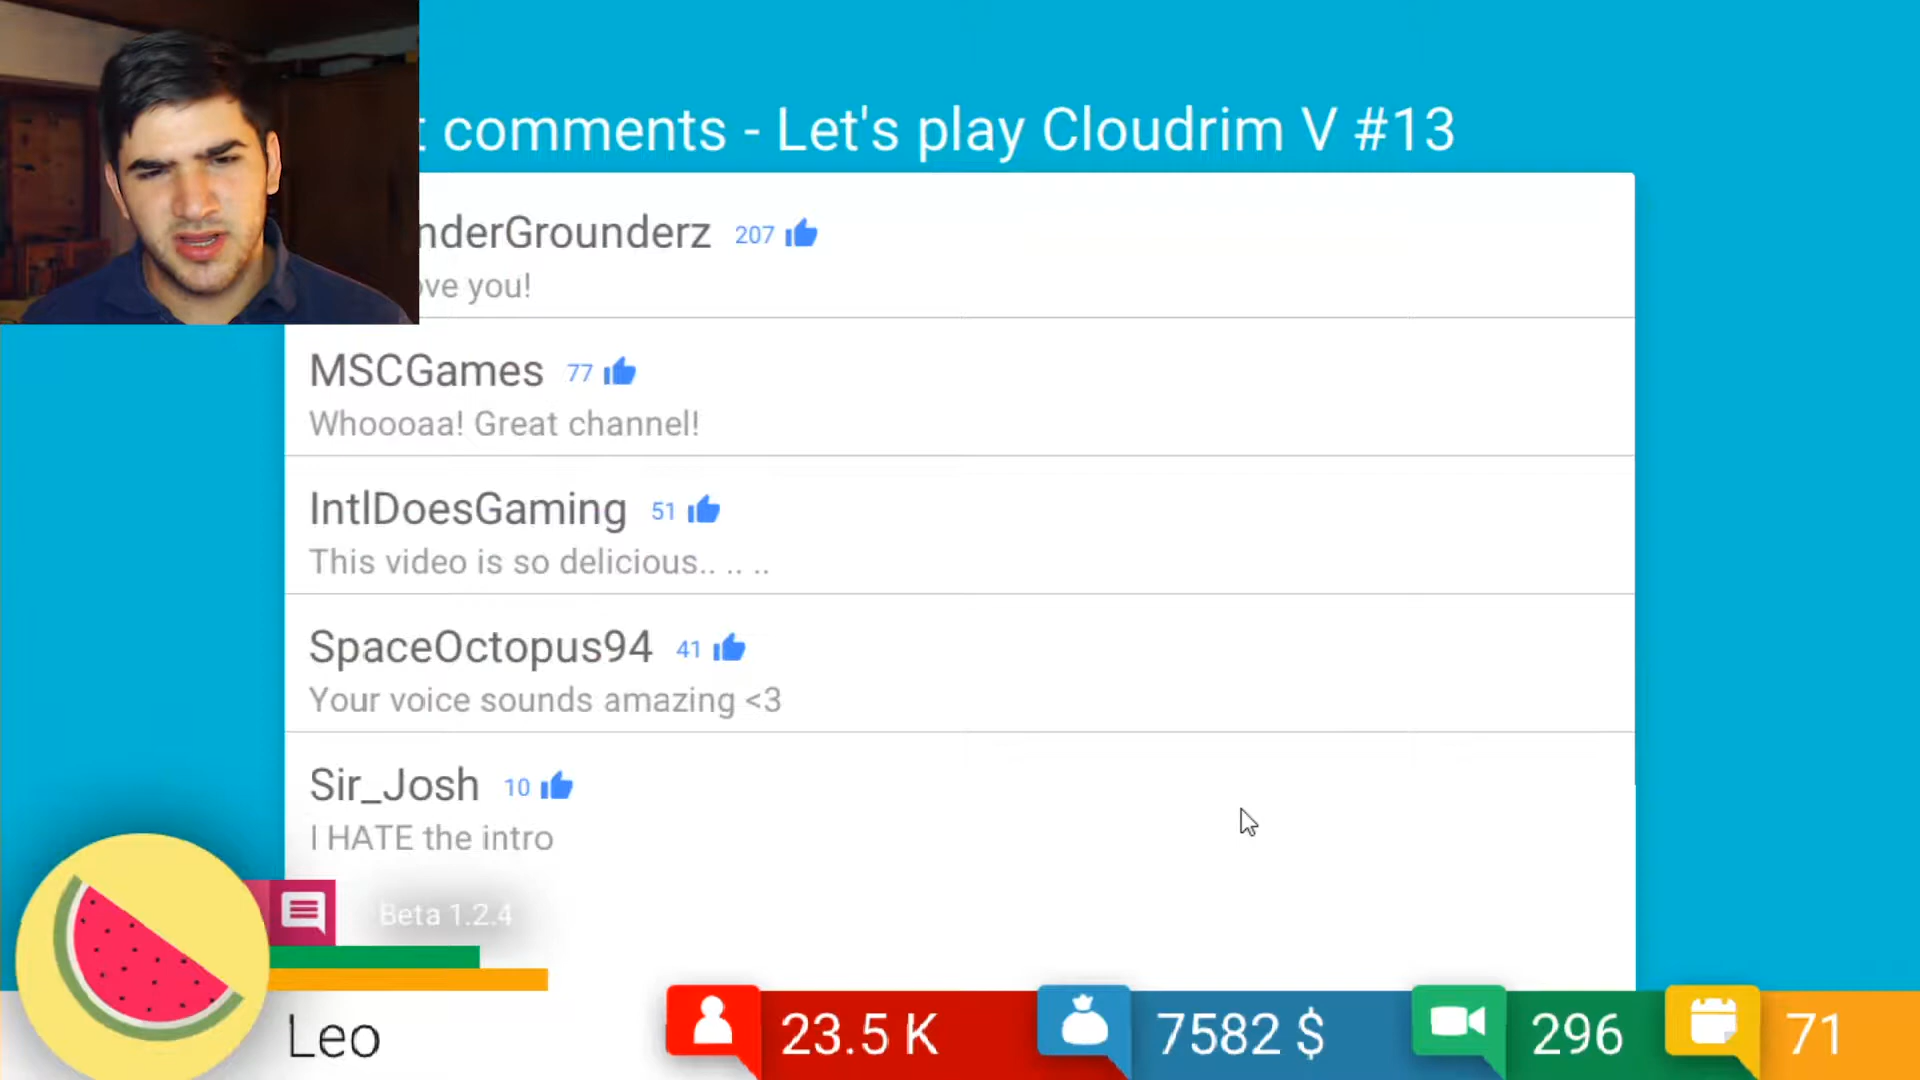 comments - Let's play Cloudrim V #13
nderGrounderz 207
ove you!
MSCGames 77
Whoooaa! Great channel!
IntlDoesGaming 51
This video is so delicious.. .. ..
SpaceOctopus94 41
Your voice sounds amazing <3
Sir_Josh 10
I HATE the intro
Beta 1.2.4
Leo 23.5 K 7582 $ 296 71